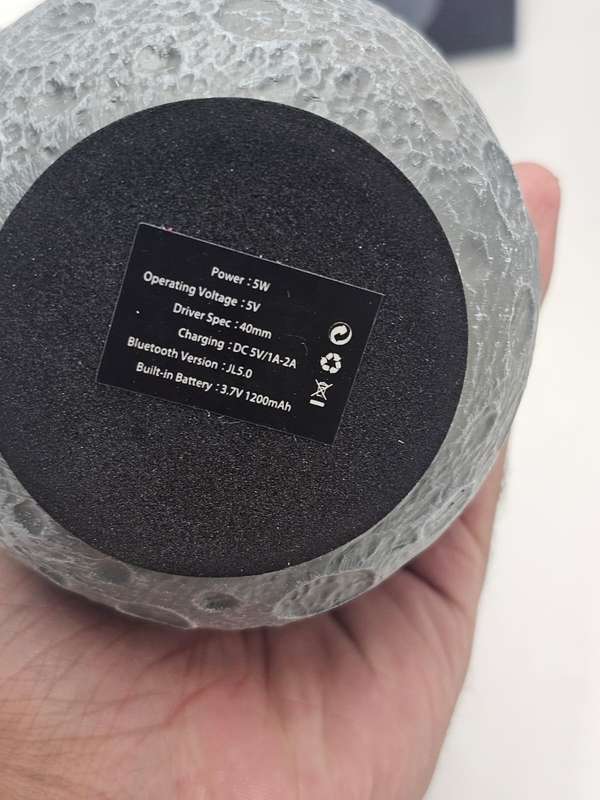 Power : 5W
Operating Voltage : 5V
Driver Spec : 40mm
Charging : DC 5V/1A-2A
Bluetooth Version : JL5.0
Built-in Battery : 3.7V 1200mAh